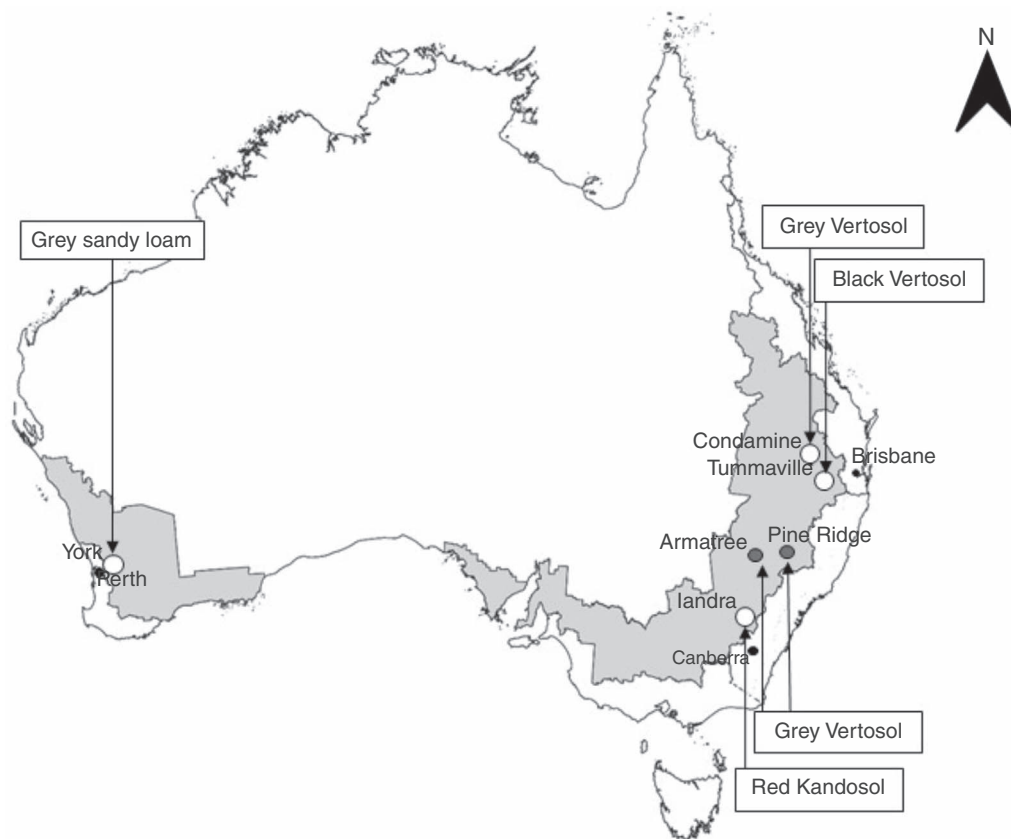 N
Grey Vertosol
Grey sandy loam
Black Vertosol
Condamine
Tummaville
Brisbane
York
Perth
Armatree
Pine Ridge
Iandra
Canberra
Grey Vertosol
Red Kandosol